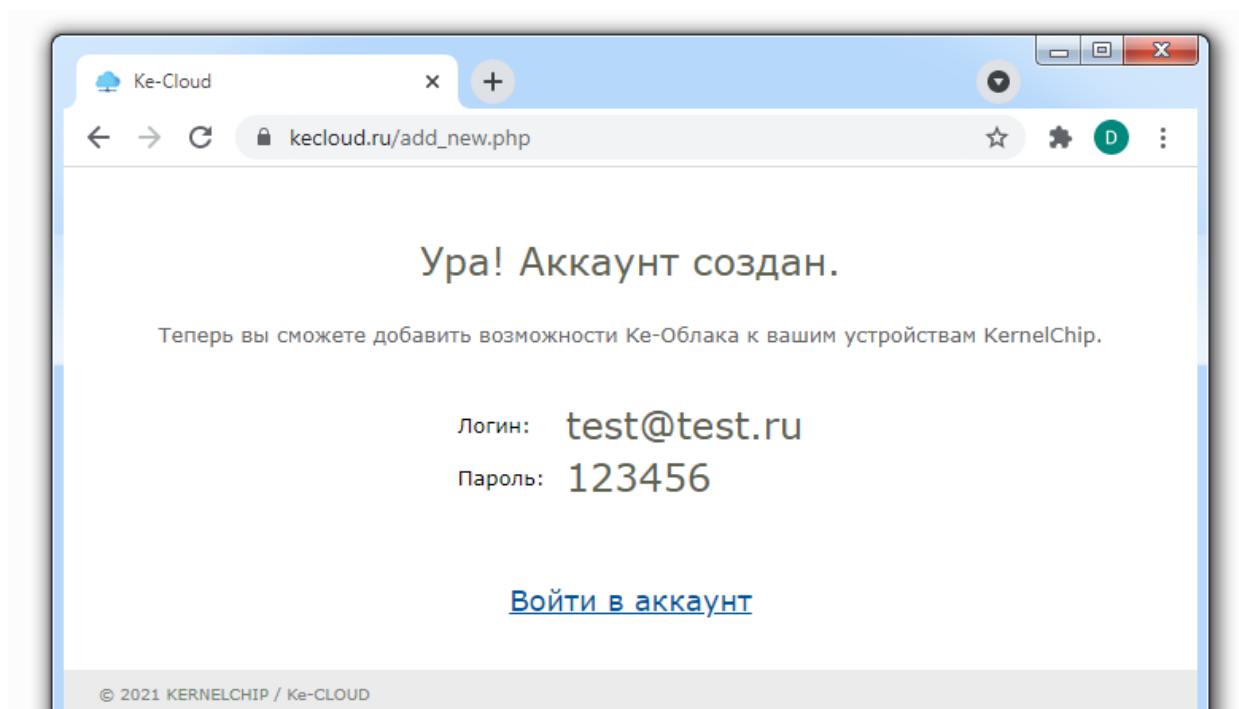 Ke-Cloud
kecloud.ru/add_new.php
D
Ура! Аккаунт создан.
Теперь вы сможете добавить возможности Ке-Облака к вашим устройствам KernelChip.
Логин: test@test.ru
Пароль: 123456
Войти в аккаунт
© 2021 KERNELCHIP / Ke-CLOUD